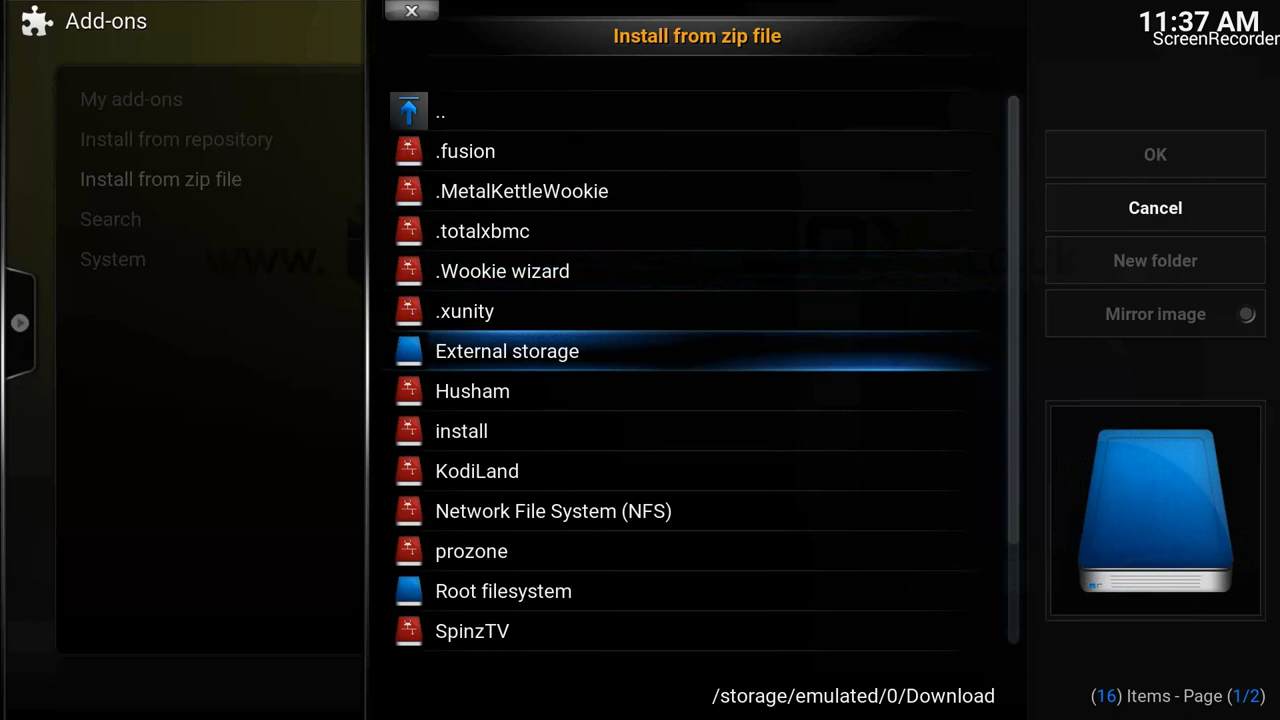 Add-ons
Install from zip file
11:37 AM
ScreenRecorder
My add-ons
Install from repository
Install from zip file
Search
System
..
.fusion
.MetalKettleWookie
.totalxbmc
.Wookie wizard
.xunity
External storage
Husham
install
KodiLand
Network File System (NFS)
prozone
Root filesystem
SpinzTV
OK
Cancel
New folder
Mirror image
/storage/emulated/0/Download
(16) Items - Page (1/2)
www.